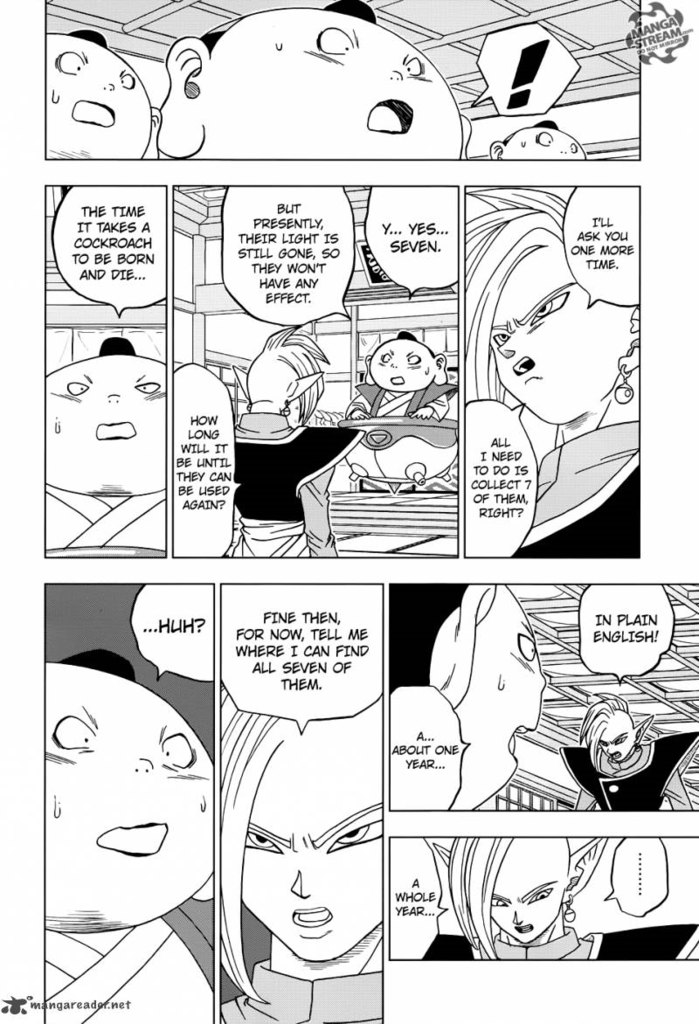 MANGA
STREAM
DO NOT MIRROR
!
I'LL
ASK YOU
ONE MORE
TIME.
ALL
I NEED
TO DO IS
COLLECT 7
OF THEM,
RIGHT?
Y... YES...
SEVEN.
BUT
PRESENTLY,
THEIR LIGHT IS
STILL GONE, SO
THEY WON'T
HAVE ANY
EFFECT.
HOW
LONG
WILL IT
BE UNTIL
THEY CAN
BE USED
AGAIN?
THE TIME
IT TAKES A
COCKROACH
TO BE BORN
AND DIE...
IN PLAIN
ENGLISH!
A...
ABOUT ONE
YEAR...
.......
A
WHOLE
YEAR...
FINE THEN,
FOR NOW, TELL ME
WHERE I CAN FIND
ALL SEVEN OF
THEM.
...HUH?
mangareader.net